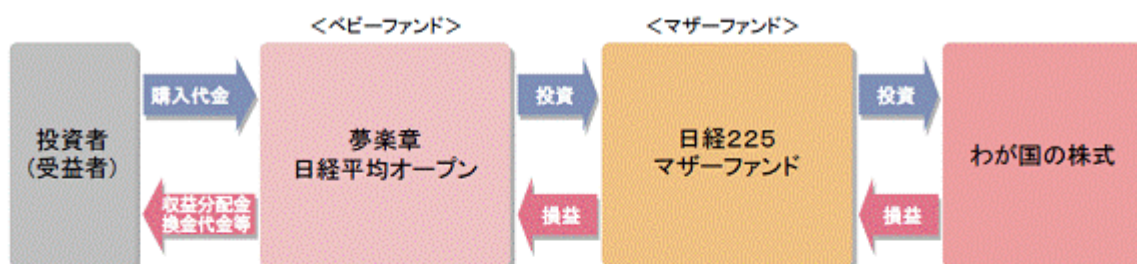 ＜ベビーファンド＞
＜マザーファンド＞
投資者
(受益者)
購入代金
収益分配金
換金代金等
夢楽章
日経平均オープン
投資
損益
日経225
マザーファンド
投資
損益
わが国の株式